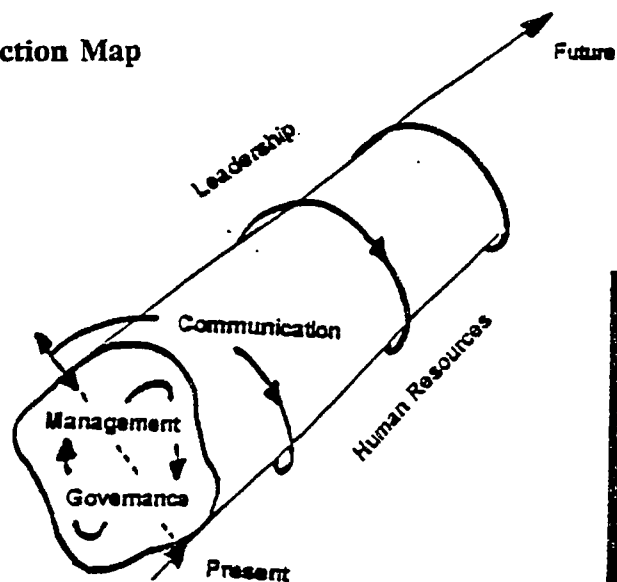 ction Map
Future
Leadership
Communication
Human Resources
Management
Governance
Present